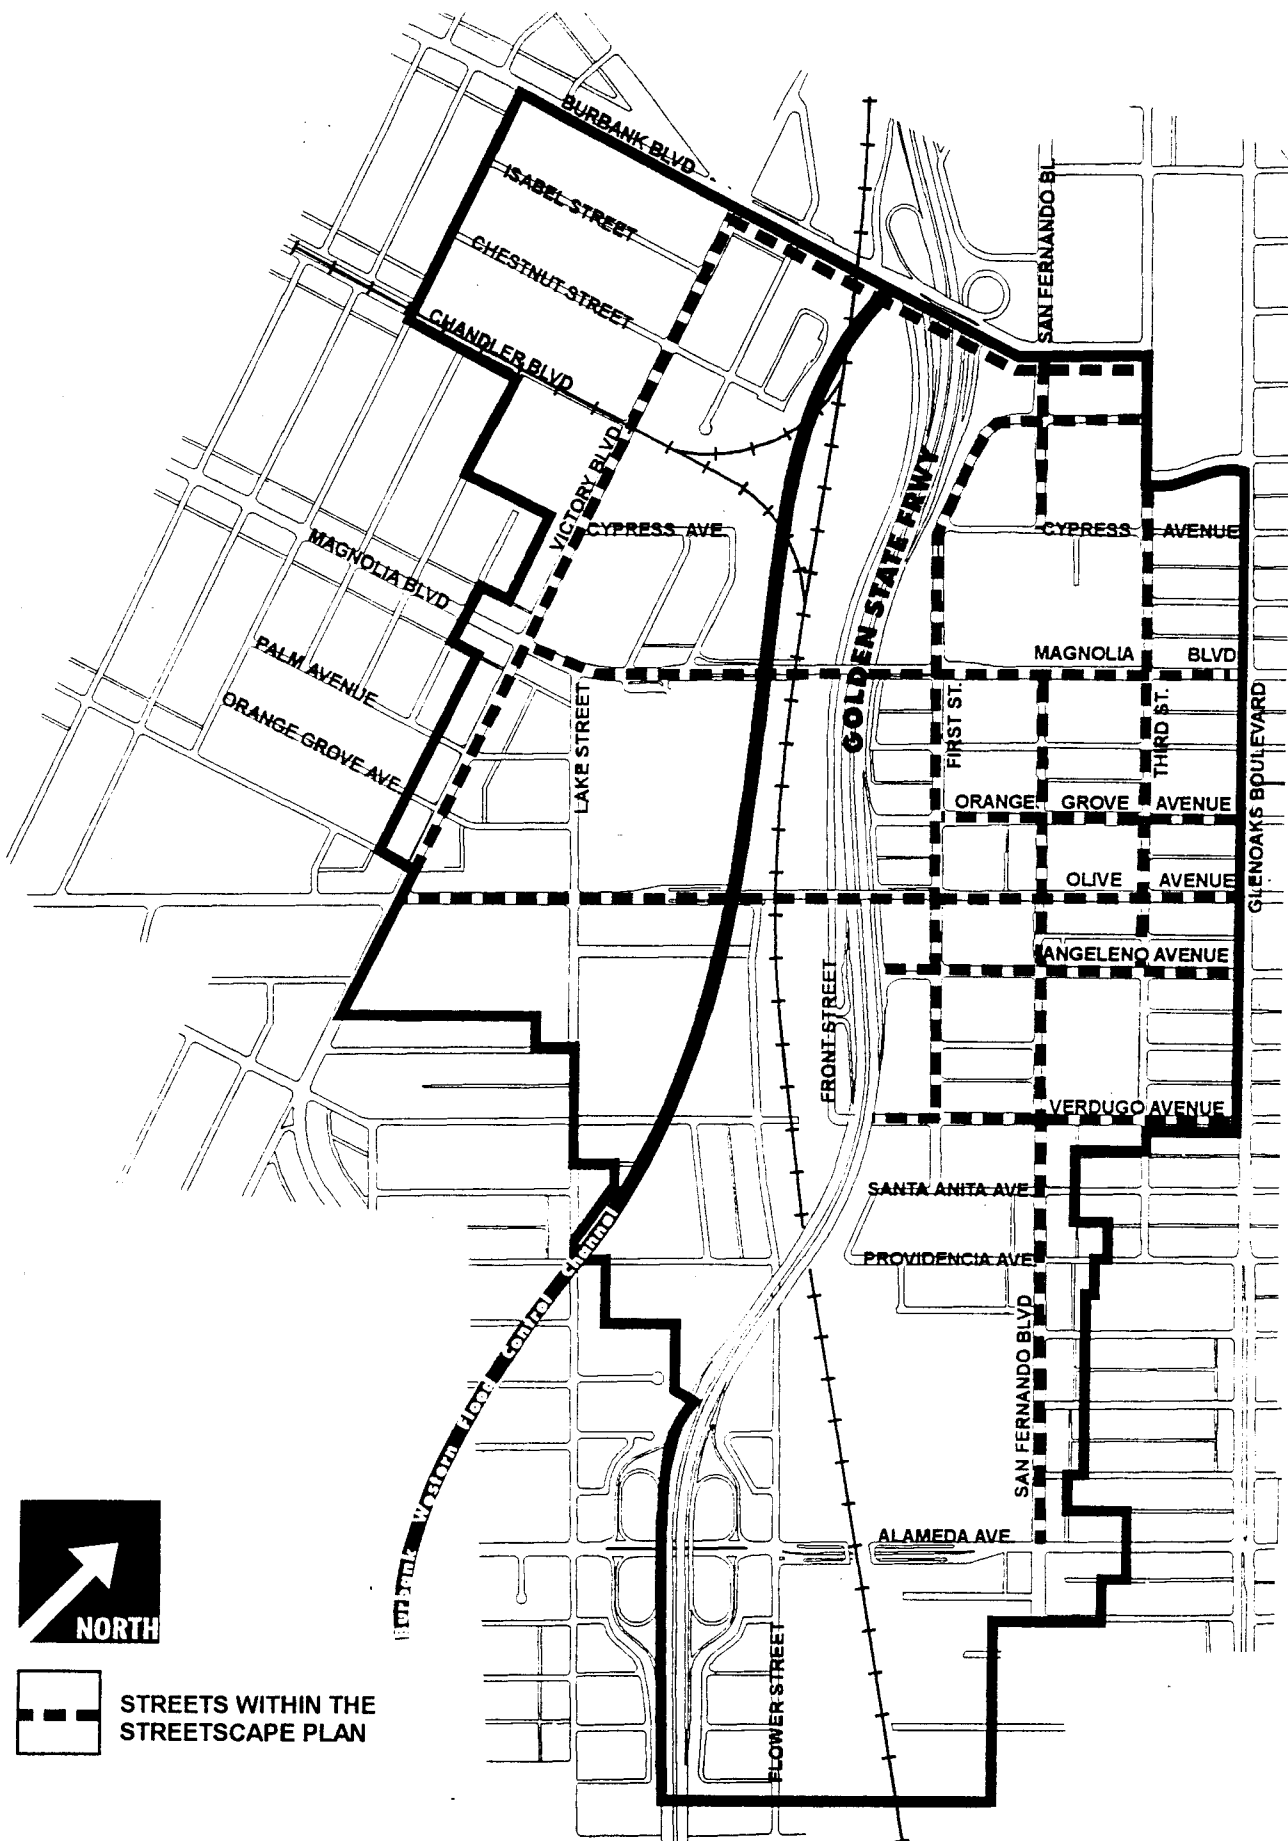 BURBANK BLVD
ISABEL STREET
CHESTNUT STREET
CHANDLER BLVD
SAN FERNANDO BL.
VICTORY BLVD
CYPRESS AVE
GOLDEN STATE FRWY
CYPRESS AVENUE
MAGNOLIA BLVD
PALM AVENUE
ORANGE GROVE AVE
MAGNOLIA BLVD
LAKE STREET
FIRST ST.
THIRD ST.
GLENOAKS BOULEVARD
ORANGE GROVE AVENUE
OLIVE AVENUE
ANGELENO AVENUE
FRONT STREET
VERDUGO AVENUE
SANTA ANITA AVE
PROVIDENCIA AVE
SAN FERNANDO BLVD
Burbank Western Flood Control Channel
ALAMEDA AVE
FLOWER STREET
NORTH
STREETS WITHIN THE
STREETSCAPE PLAN